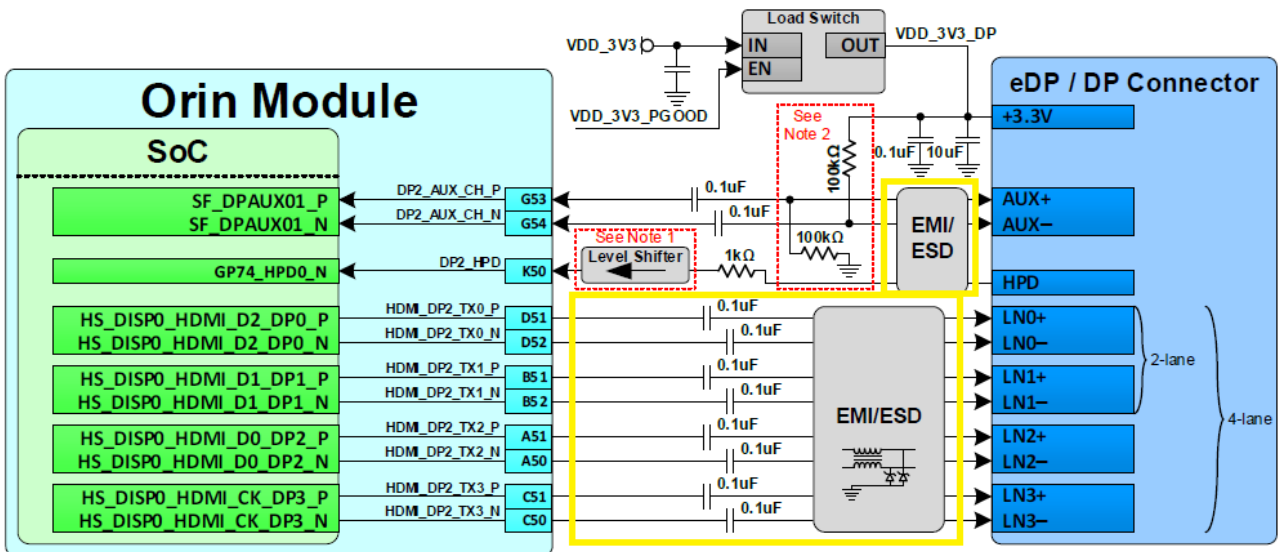 Load Switch
VDD_3V3
IN
OUT
VDD_3V3_DP
EN
VDD_3V3_PGOOD
Orin Module
eDP / DP Connector
SoC
See
Note 2
+3.3V
100kΩ
0.1uF
10uF
SF_DPAUX01_P
DP2_AUX_CH_P
G53
0.1uF
AUX+
SF_DPAUX01_N
DP2_AUX_CH_N
G54
0.1uF
AUX–
EMI/
ESD
See Note 1
Level Shifter
100kΩ
1kΩ
GP74_HPD0_N
DP2_HPD
K50
HPD
HS_DISP0_HDMI_D2_DP0_P
HDMI_DP2_TX0_P
D51
0.1uF
LN0+
HS_DISP0_HDMI_D2_DP0_N
HDMI_DP2_TX0_N
D52
0.1uF
LN0–
HS_DISP0_HDMI_D1_DP1_P
HDMI_DP2_TX1_P
B51
0.1uF
LN1+
2-lane
HS_DISP0_HDMI_D1_DP1_N
HDMI_DP2_TX1_N
B52
0.1uF
LN1–
EMI/ESD
4-lane
HS_DISP0_HDMI_D0_DP2_P
HDMI_DP2_TX2_P
A51
0.1uF
LN2+
HS_DISP0_HDMI_D0_DP2_N
HDMI_DP2_TX2_N
A50
0.1uF
LN2–
HS_DISP0_HDMI_CK_DP3_P
HDMI_DP2_TX3_P
C51
0.1uF
LN3+
HS_DISP0_HDMI_CK_DP3_N
HDMI_DP2_TX3_N
C50
0.1uF
LN3–